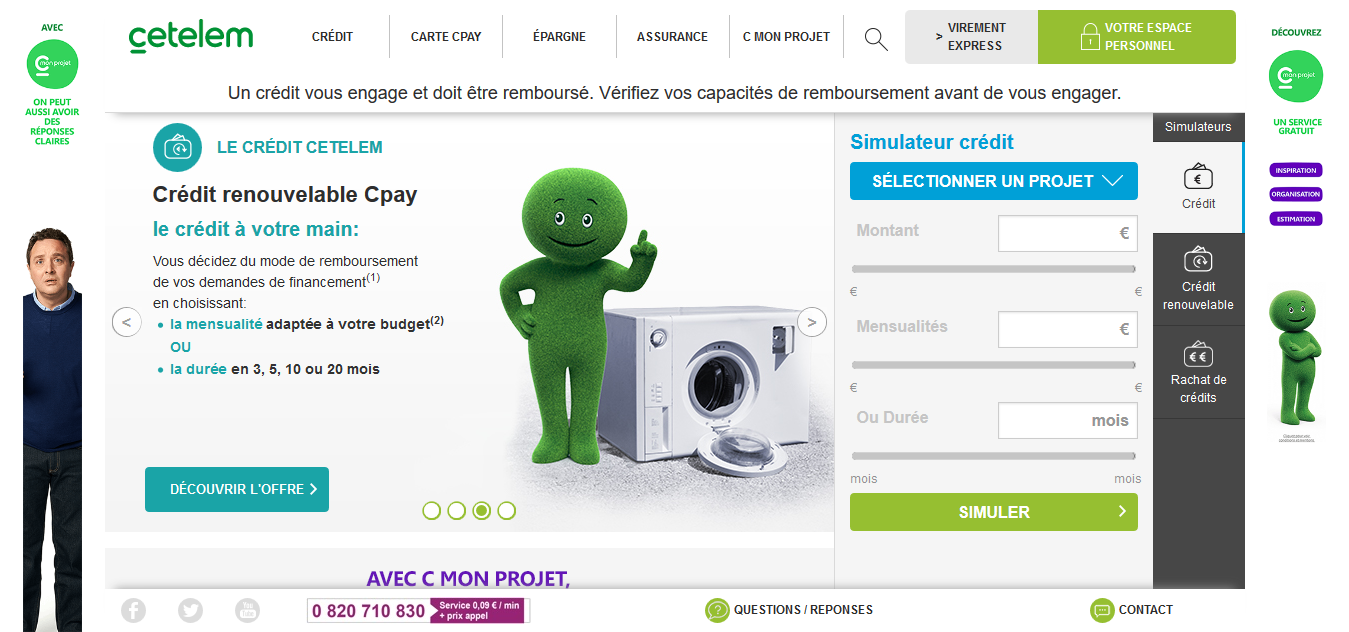 AVEC
C mon projet
ON PEUT
AUSSI AVOIR
DES
RÉPONSES
CLAIRES
cetelem
CRÉDIT
CARTE CPAY
ÉPARGNE
ASSURANCE
C MON PROJET
> VIREMENT
EXPRESS
VOTRE ESPACE
PERSONNEL
DÉCOUVREZ
C mon projet
UN SERVICE
GRATUIT
INSPIRATION
ORGANISATION
ESTIMATION
Un crédit vous engage et doit être remboursé. Vérifiez vos capacités de remboursement avant de vous engager.
LE CRÉDIT CETELEM
Crédit renouvelable Cpay
le crédit à votre main:
Vous décidez du mode de remboursement
de vos demandes de financement(1)
en choisissant:
• la mensualité adaptée à votre budget(2)
OU
• la durée en 3, 5, 10 ou 20 mois
<
>
DÉCOUVRIR L'OFFRE >
Simulateur crédit
SÉLECTIONNER UN PROJET
Montant €
€ €
Mensualités €
€ €
Ou Durée mois
mois mois
SIMULER >
Simulateurs
€
Crédit
€
Crédit
renouvelable
€ €
Rachat de
crédits
AVEC C MON PROJET,
f
You
Tube
0 820 710 830
Service 0,09 € / min
+ prix appel
? QUESTIONS / REPONSES
CONTACT